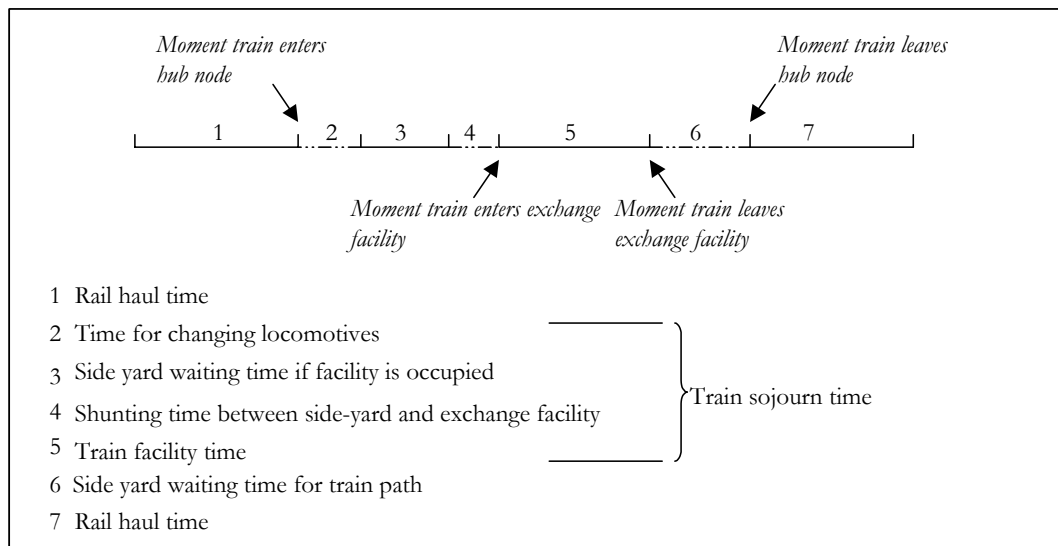 Moment train enters
hub node
Moment train leaves
hub node
1 2 3 4 5 6 7
Moment train enters exchange
facility
Moment train leaves
exchange facility
1 Rail haul time
2 Time for changing locomotives
3 Side yard waiting time if facility is occupied
4 Shunting time between side-yard and exchange facility
5 Train facility time
6 Side yard waiting time for train path
7 Rail haul time
Train sojourn time